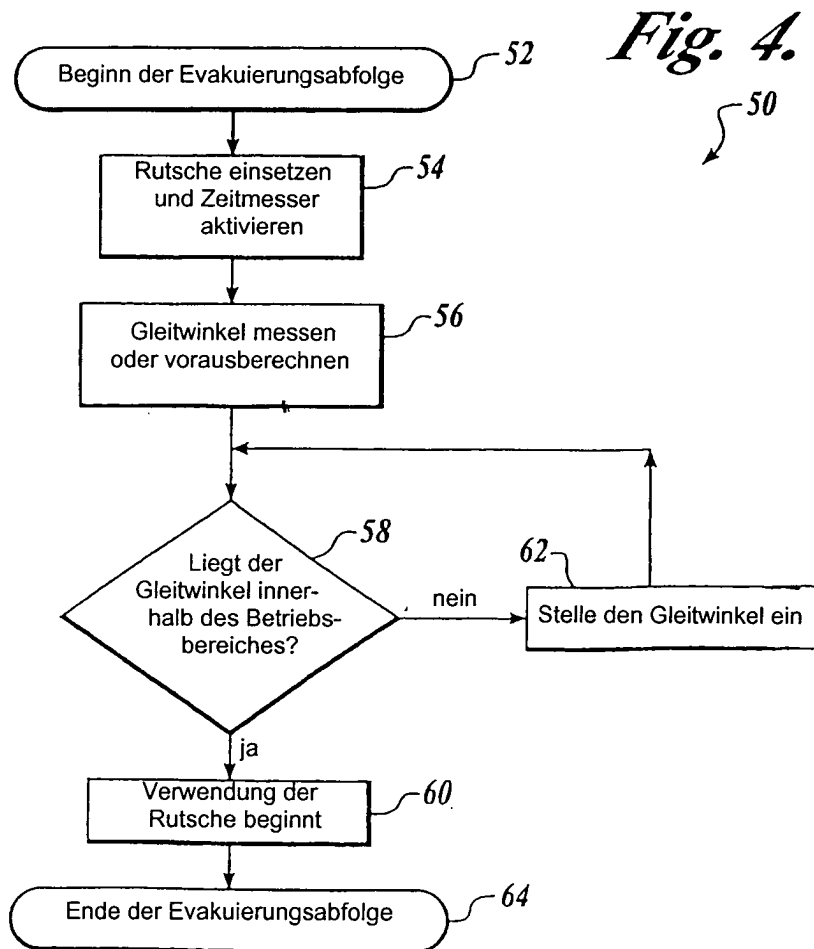 Fig. 4.
50
Beginn der Evakuierungsabfolge
52
Rutsche einsetzen
und Zeitmesser
aktivieren
54
Gleitwinkel messen
oder vorausberechnen
56
Liegt der
Gleitwinkel inner-
halb des Betriebs-
bereiches?
58
nein
62
Stelle den Gleitwinkel ein
ja
Verwendung der
Rutsche beginnt
60
Ende der Evakuierungsabfolge
64